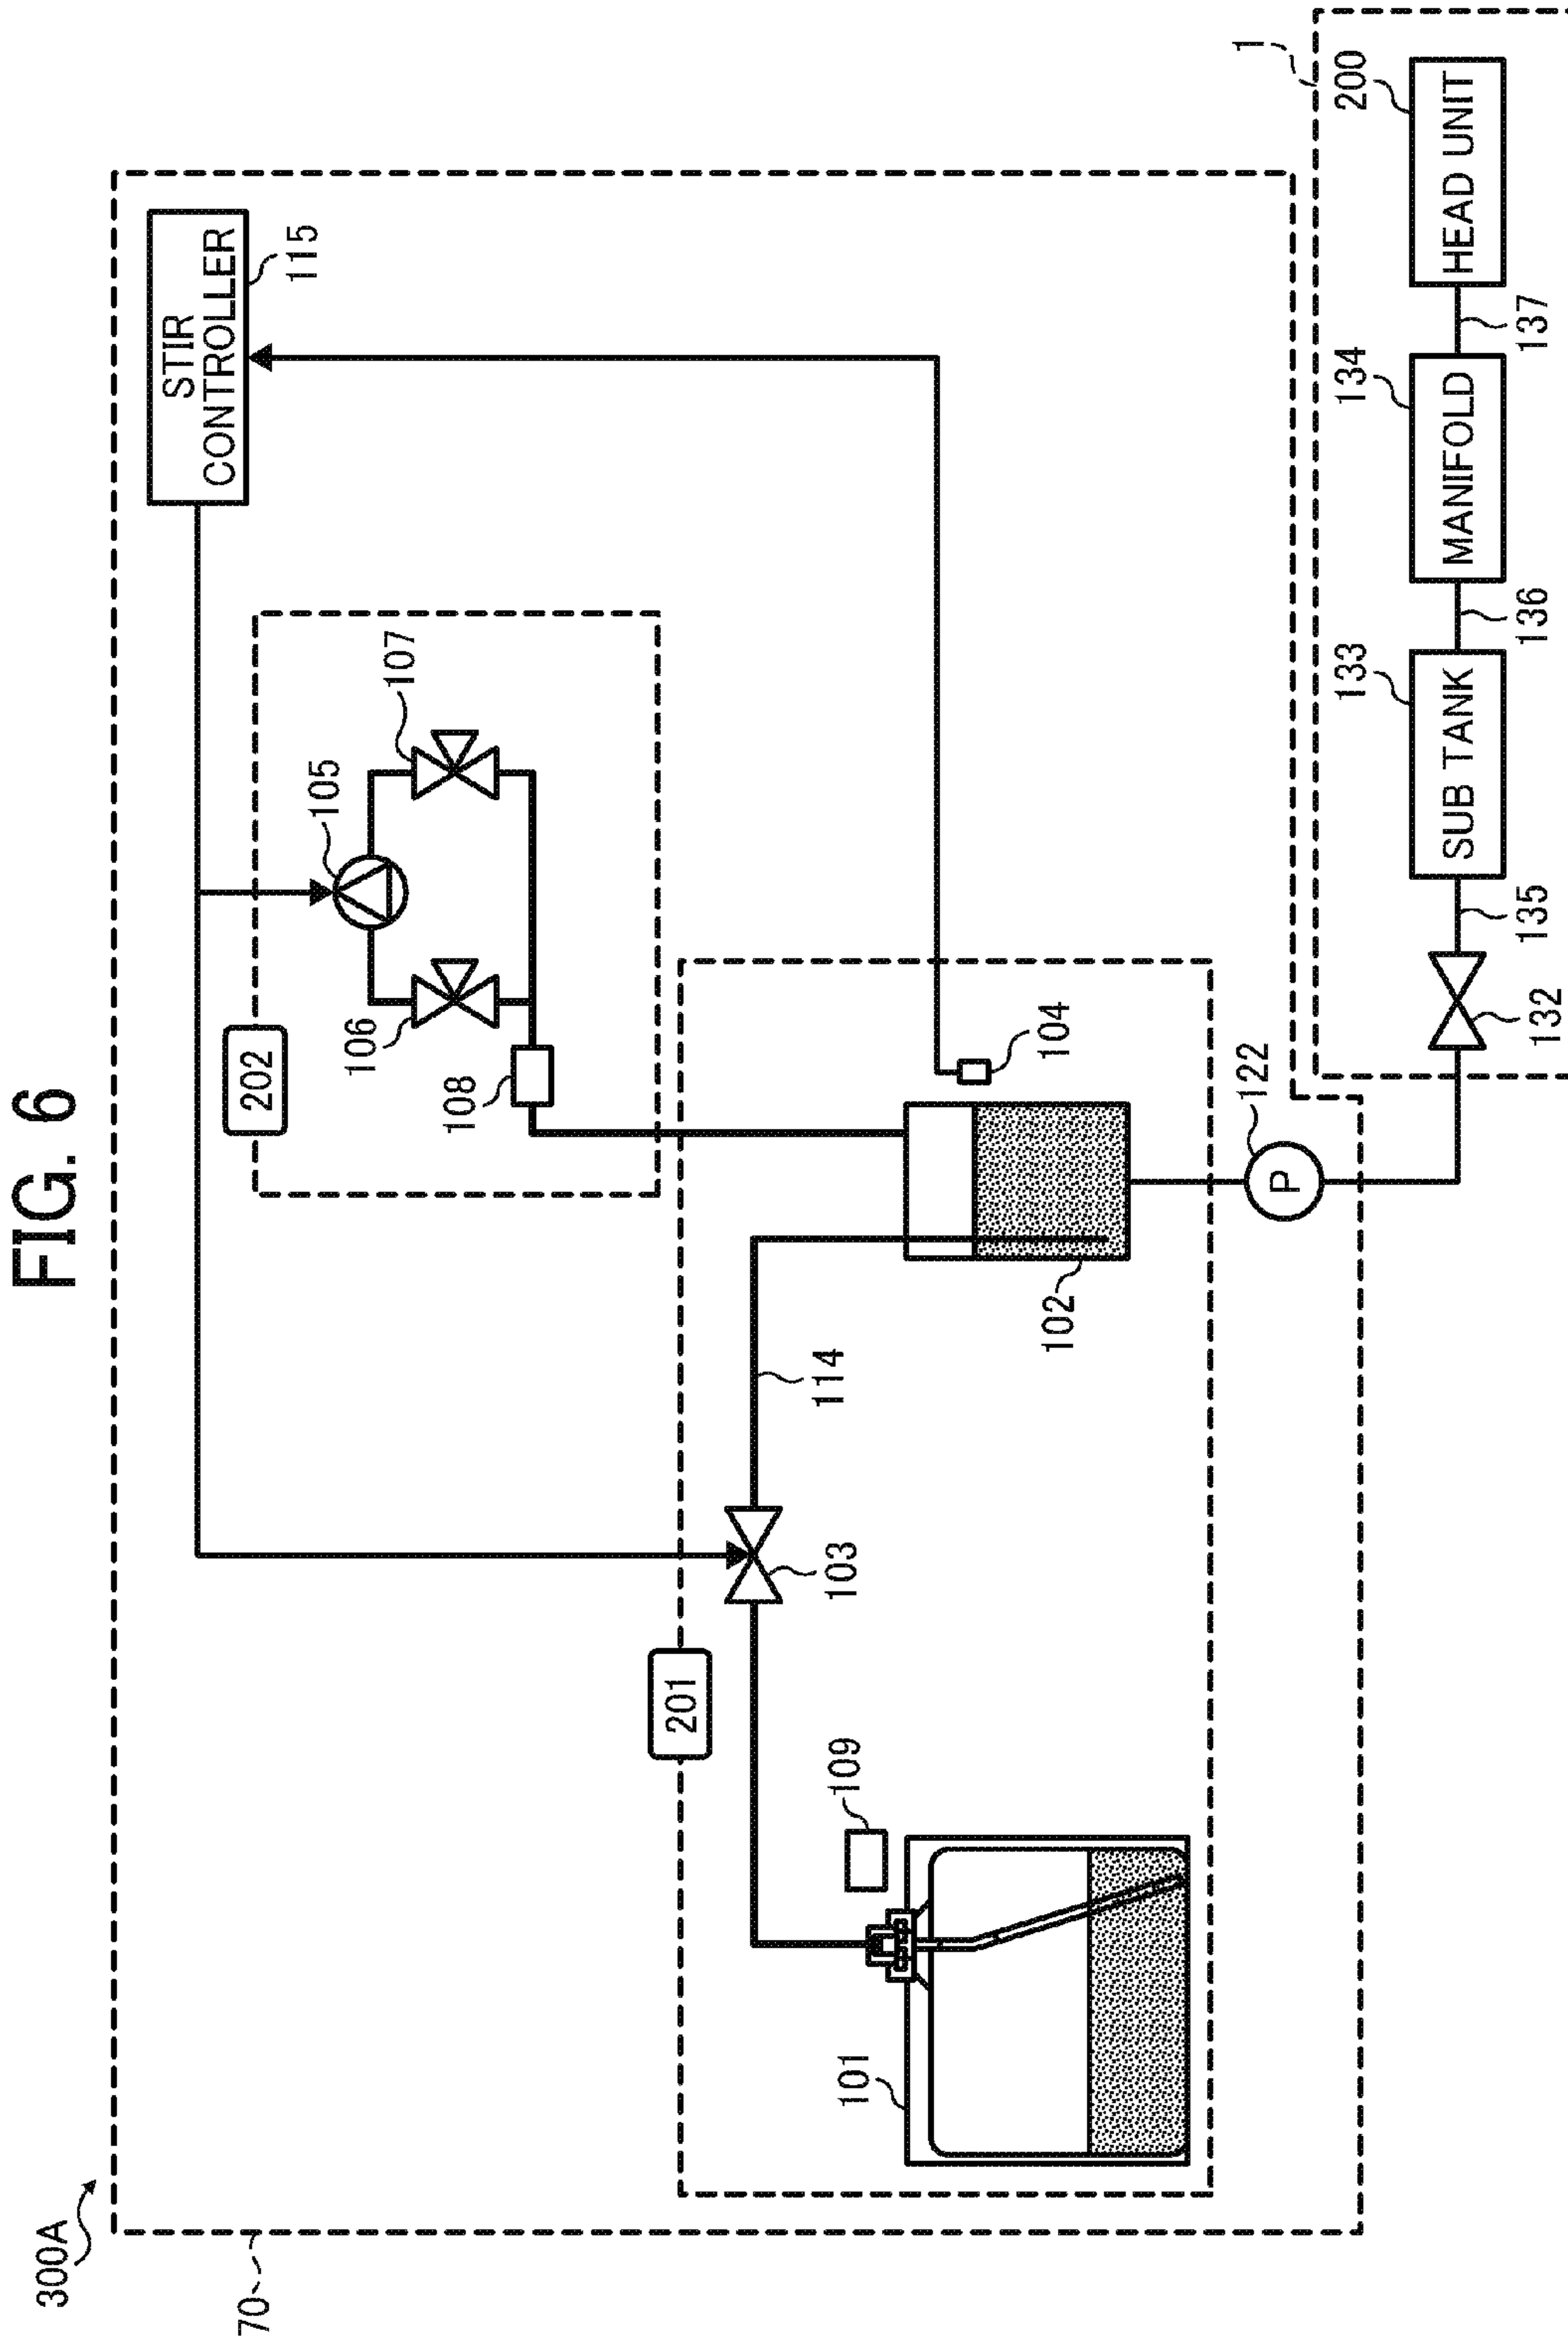 FIG. 6
300A
70
STIR
CONTROLLER
115
202
105
106
107
108
201
103
114
109
101
102
104
122
P
1
132
135
133
SUB TANK
136
134
MANIFOLD
137
200
HEAD UNIT